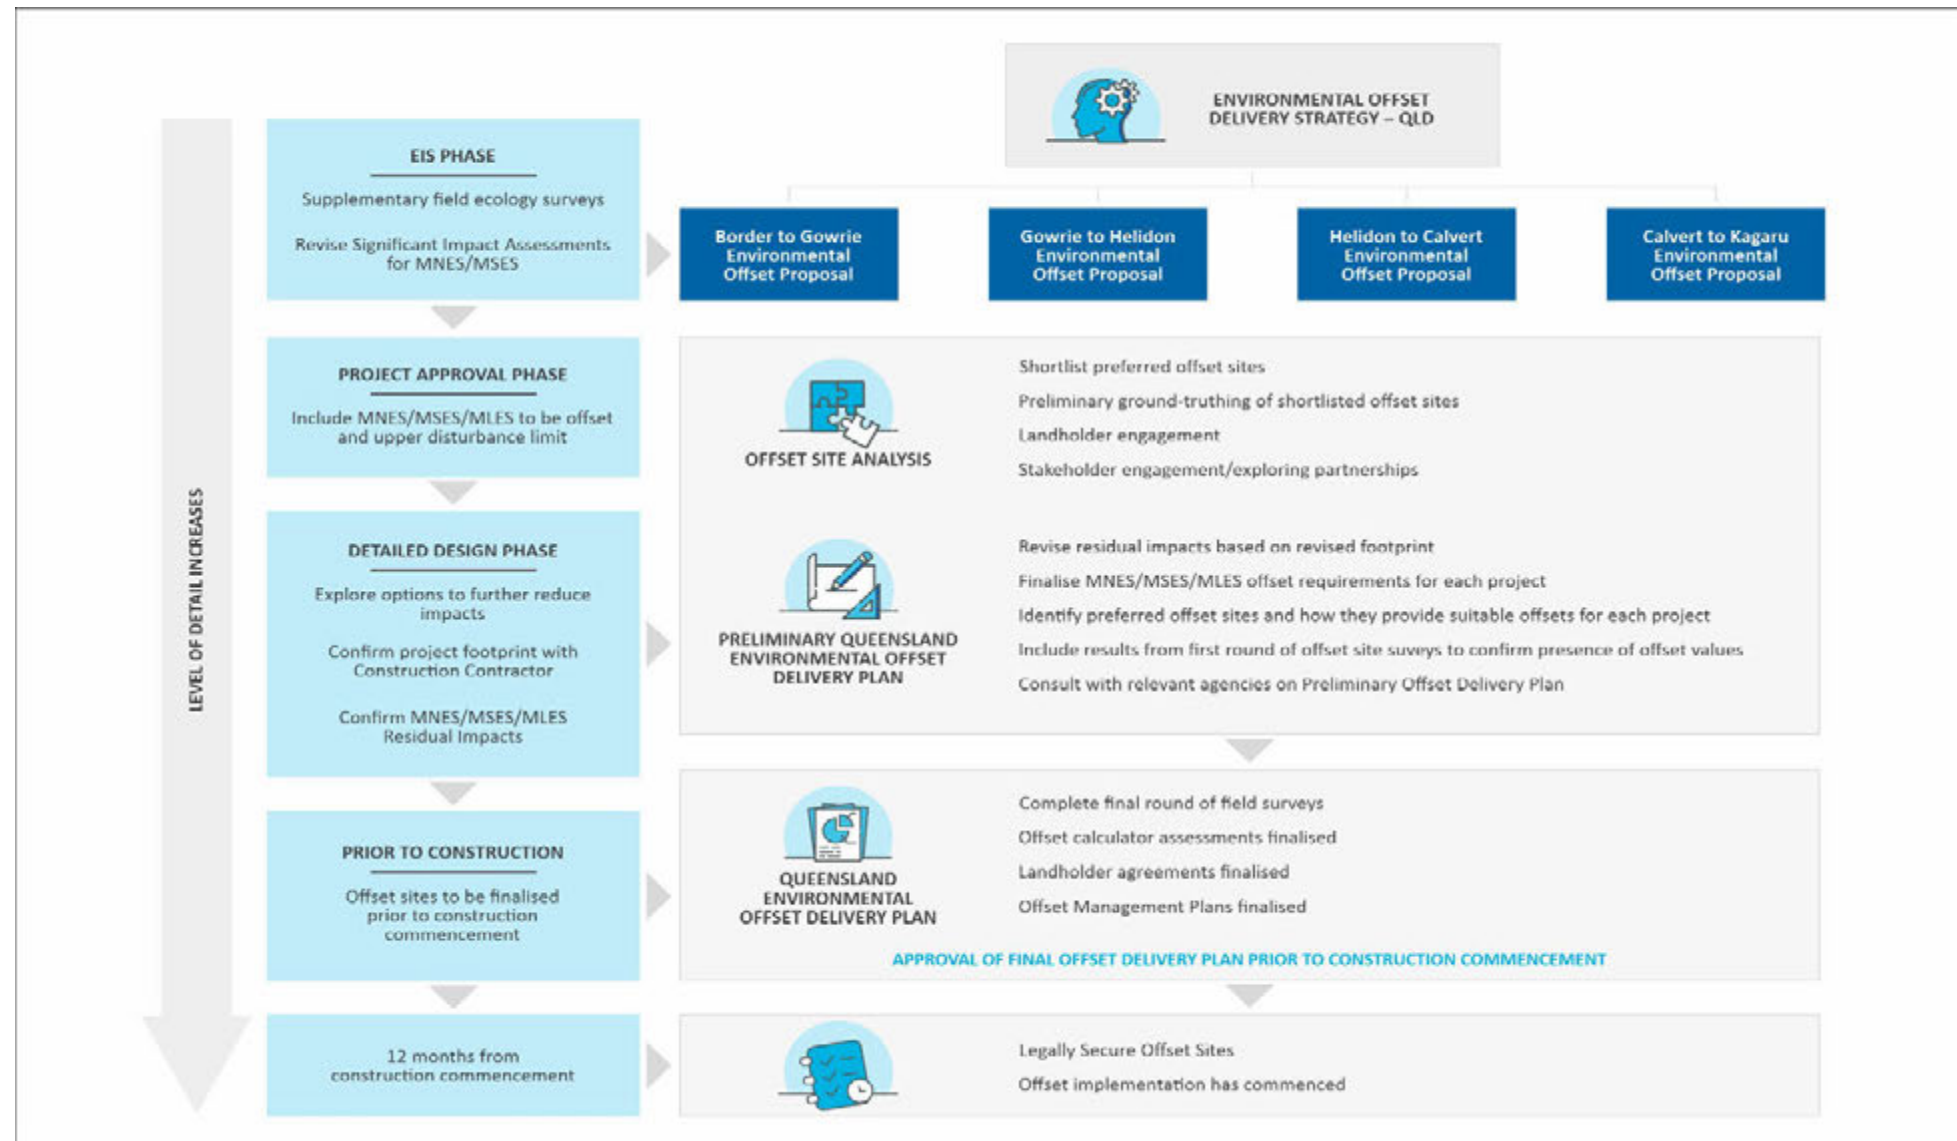 ENVIRONMENTAL OFFSET
DELIVERY STRATEGY – QLD
LEVEL OF DETAIL INCREASES
EIS PHASE
Supplementary field ecology surveys
Revise Significant Impact Assessments
for MNES/MSES
Border to Gowrie
Environmental
Offset Proposal
Gowrie to Helidon
Environmental
Offset Proposal
Helidon to Calvert
Environmental
Offset Proposal
Calvert to Kagaru
Environmental
Offset Proposal
PROJECT APPROVAL PHASE
Include MNES/MSES/MLES to be offset
and upper disturbance limit
OFFSET SITE ANALYSIS
Shortlist preferred offset sites
Preliminary ground-truthing of shortlisted offset sites
Landholder engagement
Stakeholder engagement/exploring partnerships
DETAILED DESIGN PHASE
Explore options to further reduce
impacts
Confirm project footprint with
Construction Contractor
Confirm MNES/MSES/MLES
Residual Impacts
PRELIMINARY QUEENSLAND
ENVIRONMENTAL OFFSET
DELIVERY PLAN
Revise residual impacts based on revised footprint
Finalise MNES/MSES/MLES offset requirements for each project
Identify preferred offset sites and how they provide suitable offsets for each project
Include results from first round of offset site suveys to confirm presence of offset values
Consult with relevant agencies on Preliminary Offset Delivery Plan
PRIOR TO CONSTRUCTION
Offset sites to be finalised
prior to construction
commencement
QUEENSLAND
ENVIRONMENTAL
OFFSET DELIVERY PLAN
Complete final round of field surveys
Offset calculator assessments finalised
Landholder agreements finalised
Offset Management Plans finalised
APPROVAL OF FINAL OFFSET DELIVERY PLAN PRIOR TO CONSTRUCTION COMMENCEMENT
12 months from
construction commencement
Legally Secure Offset Sites
Offset implementation has commenced